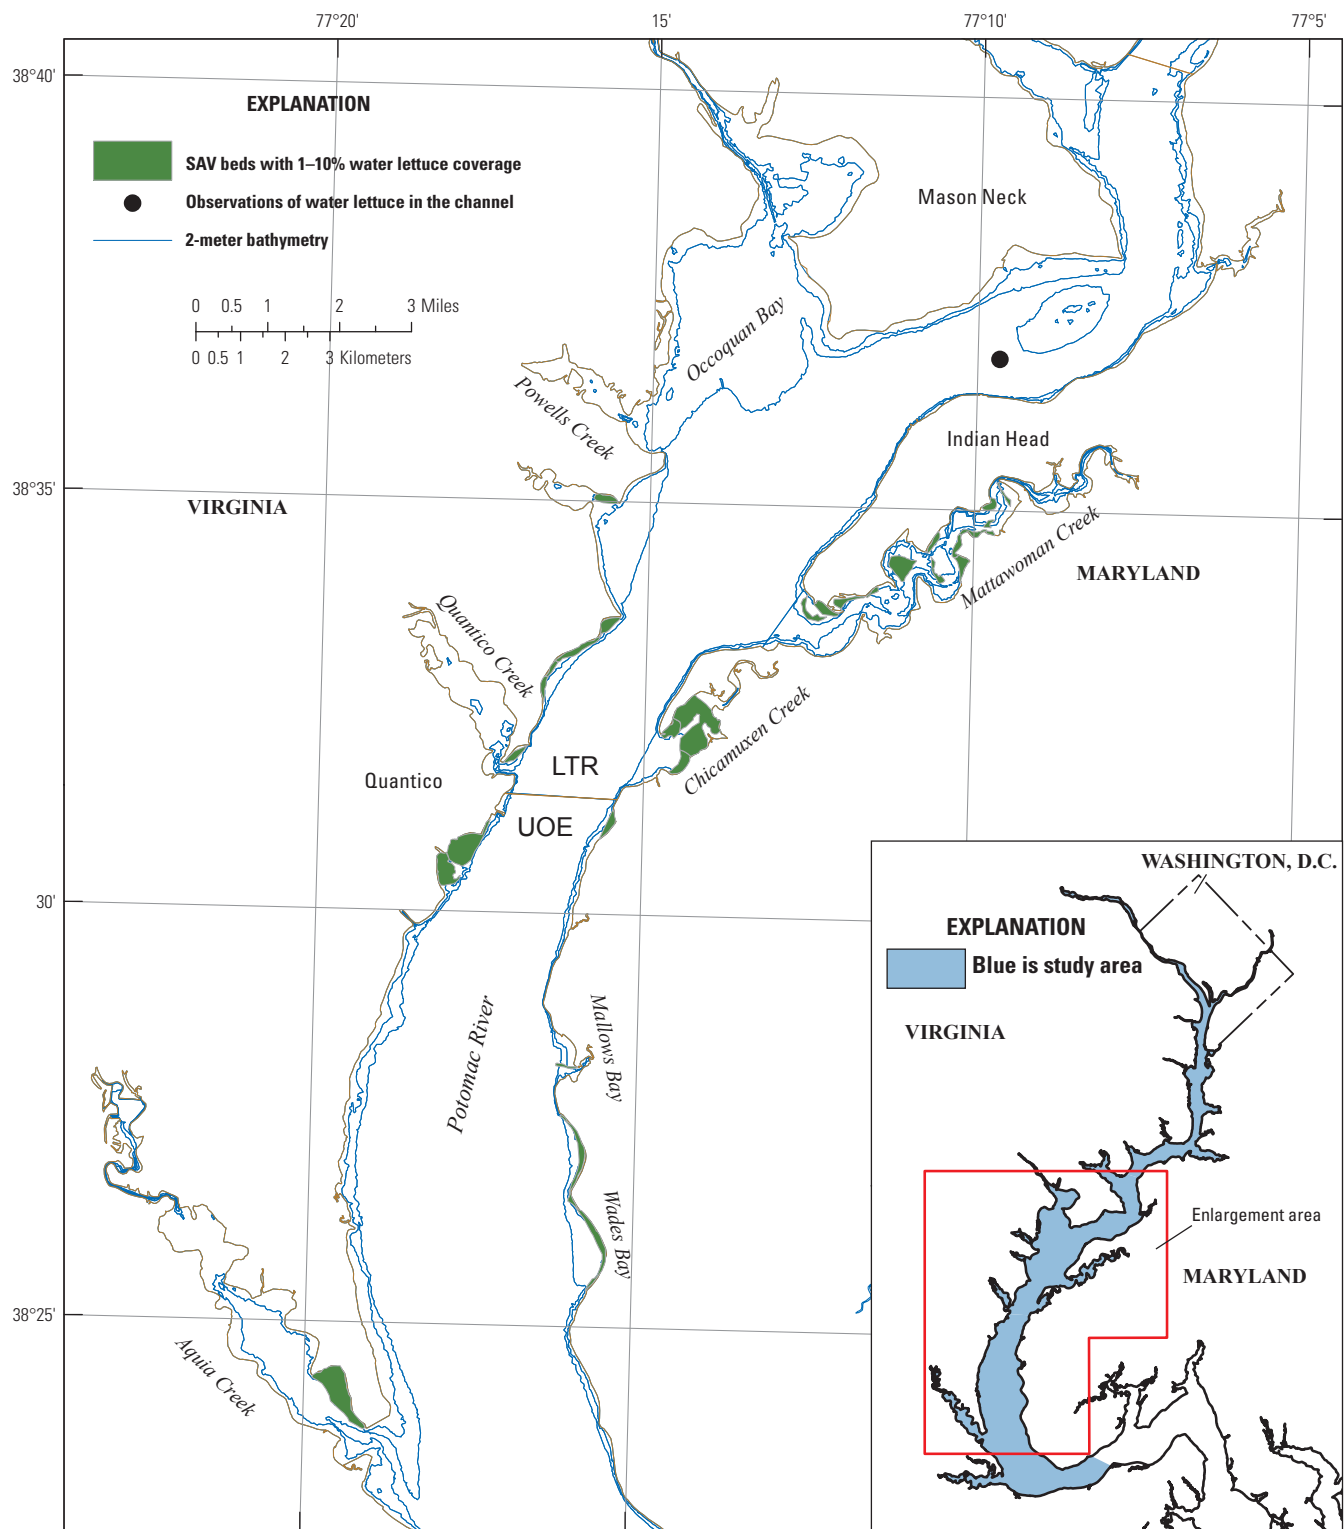 77°20'
15'
77°10'
77°5'
38°40'
EXPLANATION
SAV beds with 1–10% water lettuce coverage
Observations of water lettuce in the channel
2-meter bathymetry
0 0.5 1 2 3 Miles
0 0.5 1 2 3 Kilometers
Mason Neck
Occoquan Bay
Powells Creek
Indian Head
38°35'
VIRGINIA
Mattawoman Creek
MARYLAND
Quantico Creek
Chicamuxen Creek
LTR
Quantico
UOE
30'
Potomac River
Mallows Bay
Wades Bay
38°25'
Aquia Creek
WASHINGTON, D.C.
EXPLANATION
Blue is study area
VIRGINIA
Enlargement area
MARYLAND